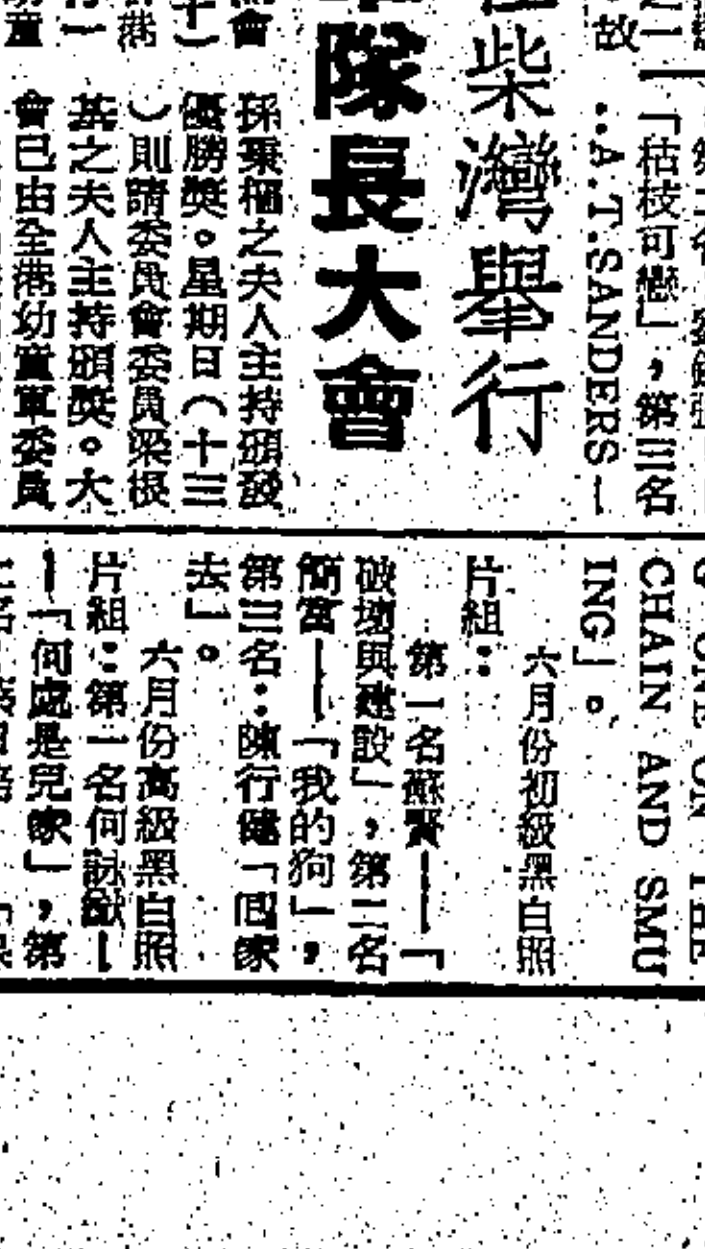 「枯枝可戀」，第三名
：A.T.SANDERS—
柴灣舉行
隊長大會
孫秉樞之夫人主持頒發
優勝獎。星期日（十三
）則請委員會委員梁振
基之夫人主持頒獎。大
會已由全港幼童軍委員
CHAIN AND SMU
ING」。
六月份初級黑白照
片組：
第一名蘇賢——「
破壞與建設」，第二名
簡富——「我的狗」，
第三名：陳行健「回家
去」。
六月份高級黑白照
片組：第一名何詠猷—
—「何處是兒家」，第